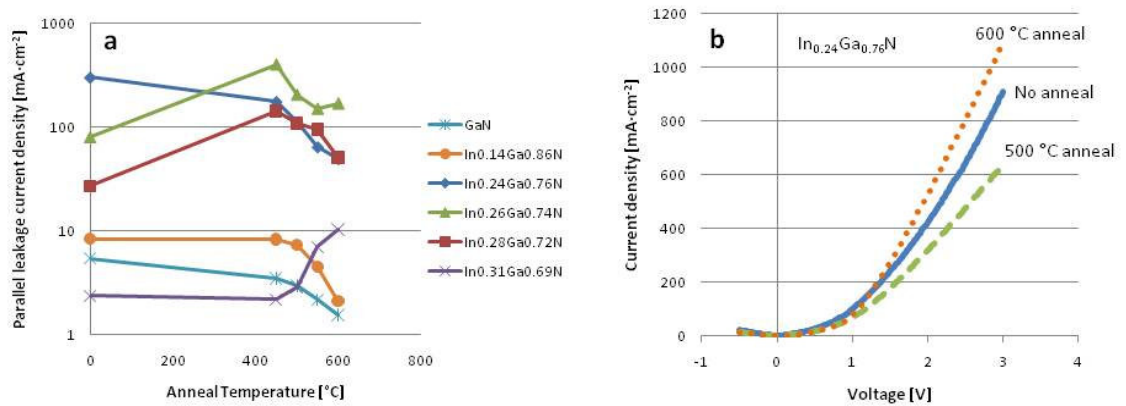 a
Parallel leakage current density [mA·cm⁻²]
1000
100
10
1
0
200
400
600
800
Anneal Temperature [°C]
GaN
In0.14Ga0.86N
In0.24Ga0.76N
In0.26Ga0.74N
In0.28Ga0.72N
In0.31Ga0.69N
b
Current density [mA·cm⁻²]
1200
1000
800
600
400
200
0
-1
0
1
2
3
4
Voltage [V]
In₀.₂₄Ga₀.₇₆N
600 °C anneal
No anneal
500 °C anneal